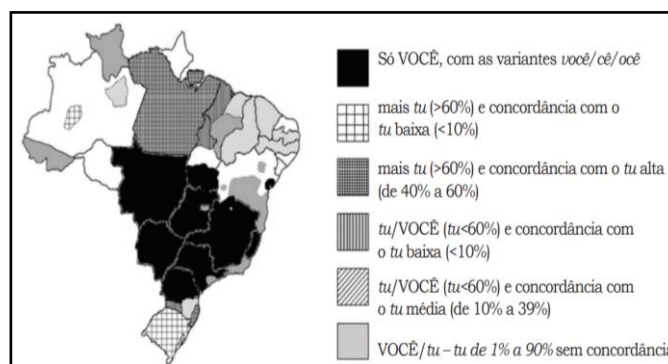 Só VOCÊ, com as variantes você/cê/ocê
mais tu (>60%) e concordância com o
tu baixa (<10%)
mais tu (>60%) e concordância com o tu alta
(de 40% a 60%)
tu/VOCÊ (tu<60%) e concordância com
o tu baixa (<10%)
tu/VOCÊ (tu<60%) e concordância com
o tu média (de 10% a 39%)
VOCÊ/tu – tu de 1% a 90% sem concordância